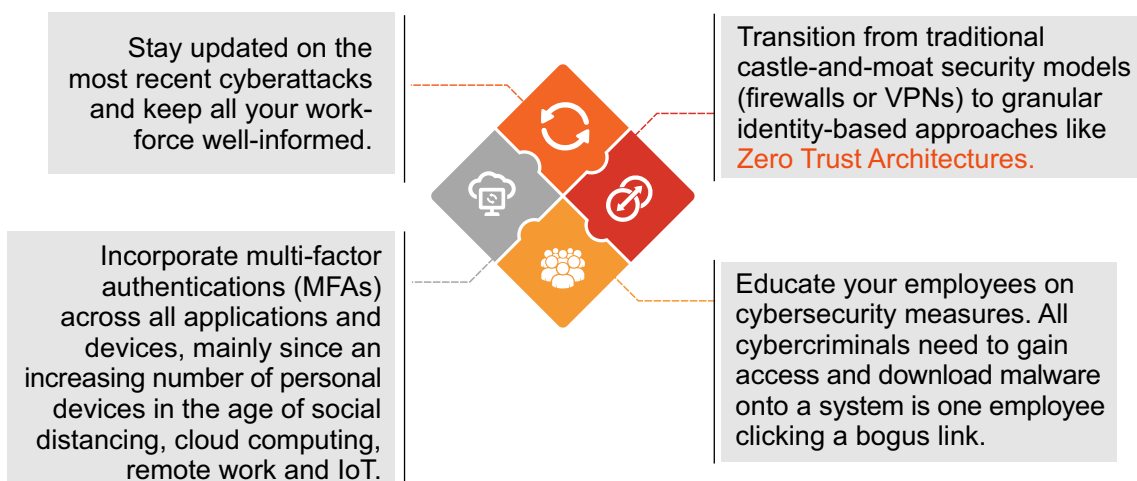 Stay updated on the
most recent cyberattacks
and keep all your work-
force well-informed.
Transition from traditional
castle-and-moat security models
(firewalls or VPNs) to granular
identity-based approaches like
Zero Trust Architectures.
Incorporate multi-factor
authentications (MFAs)
across all applications and
devices, mainly since an
increasing number of personal
devices in the age of social
distancing, cloud computing,
remote work and IoT.
Educate your employees on
cybersecurity measures. All
cybercriminals need to gain
access and download malware
onto a system is one employee
clicking a bogus link.